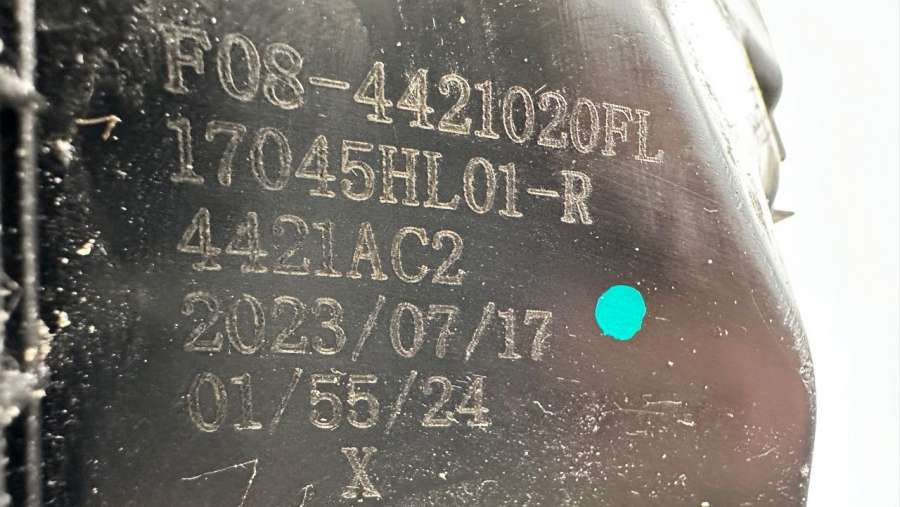 F08-4421020FL
17045HL01-R
4421AC2
2023/07/17
01/55/24
X